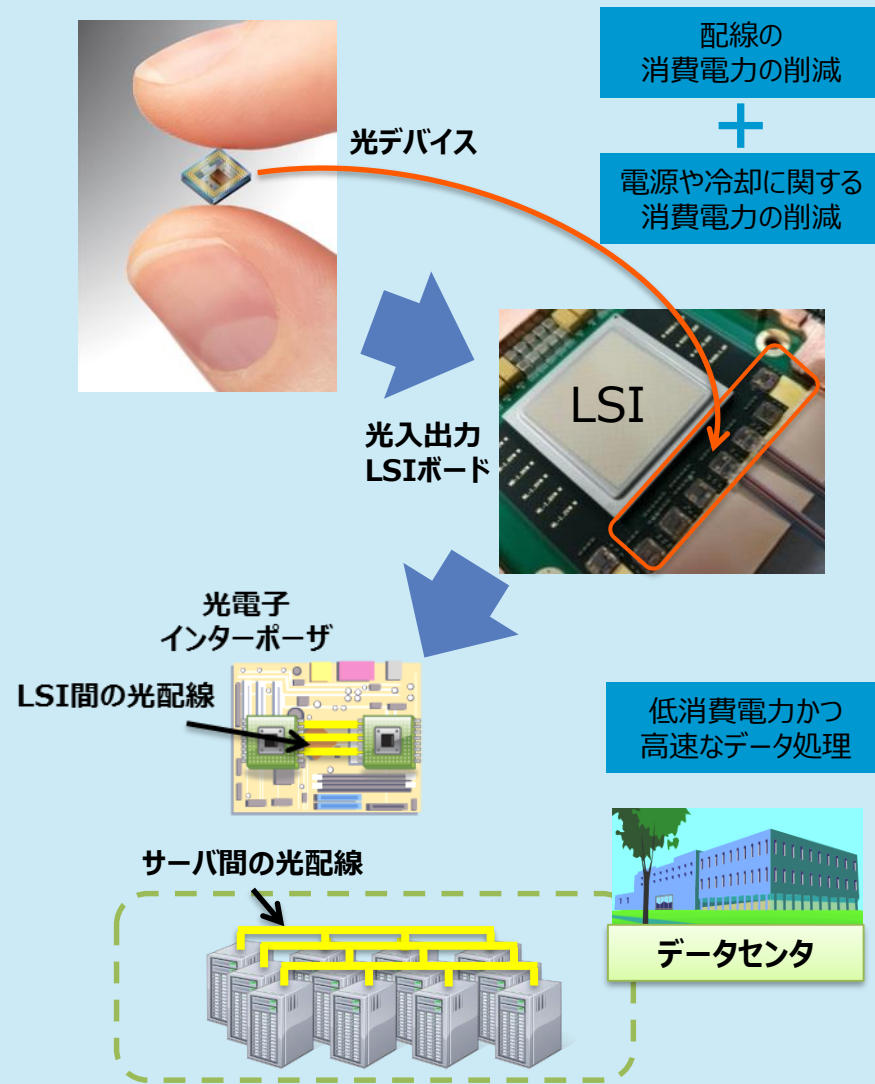 配線の
消費電力の削減
+
電源や冷却に関する
消費電力の削減
光デバイス
LSI
光入出力
LSIボード
光電子
インターポーザ
LSI間の光配線
低消費電力かつ
高速なデータ処理
サーバ間の光配線
データセンタ